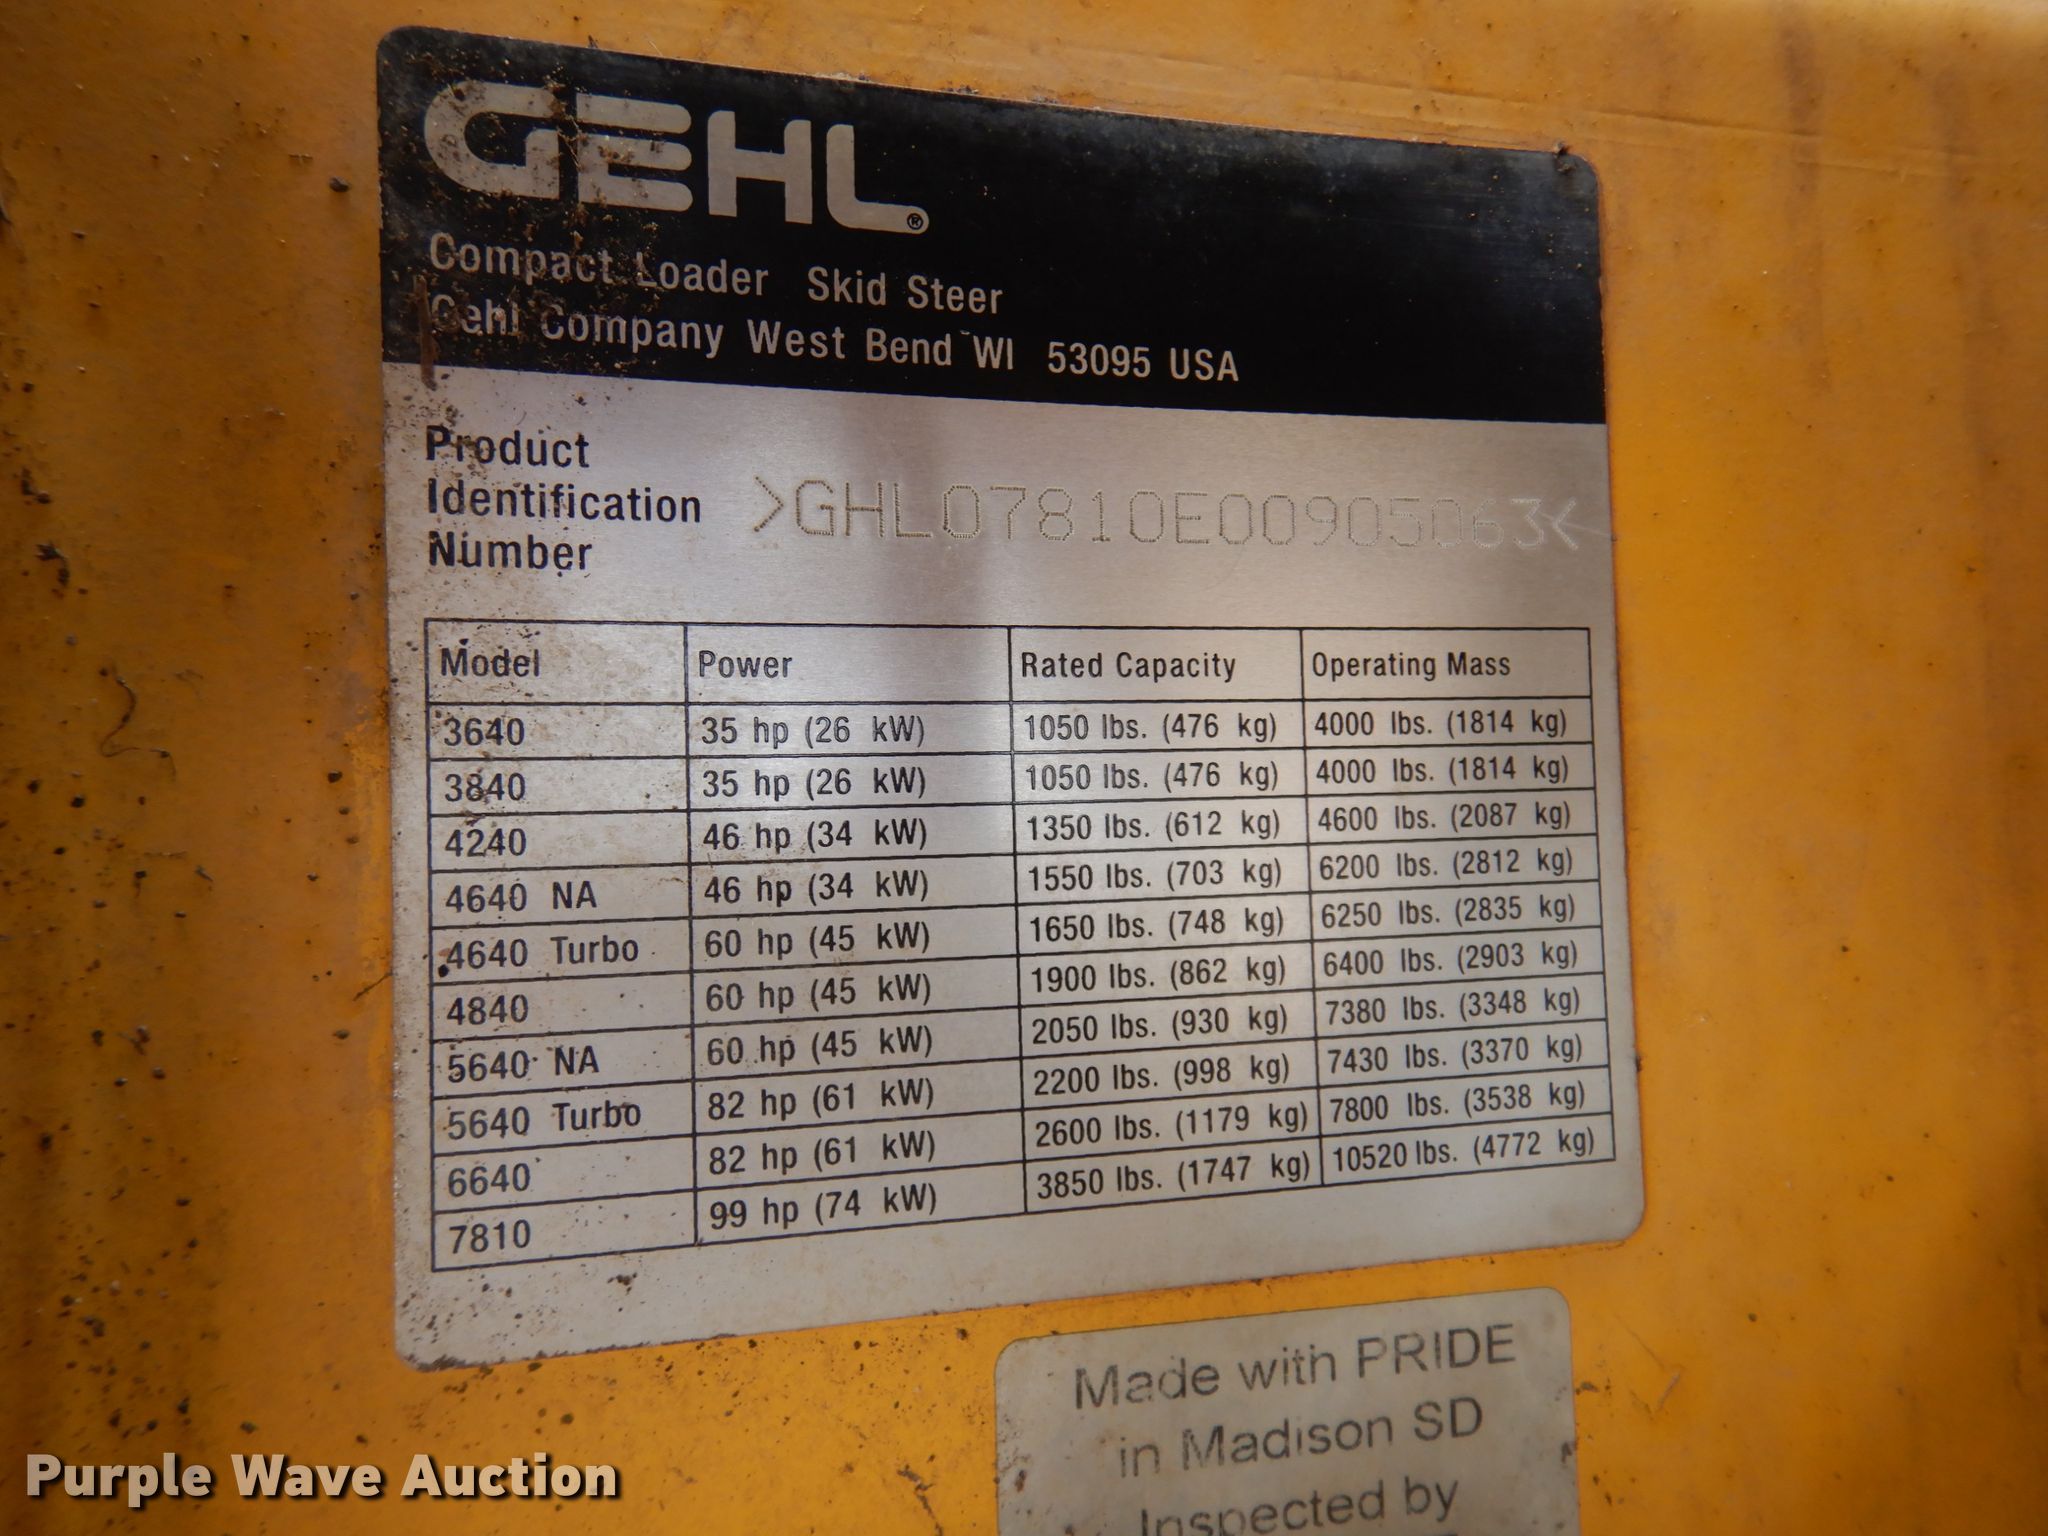 GEHL®
Compact Loader Skid Steer
Gehl Company West Bend WI 53095 USA
Product
Identification
Number
>GHL07810E00905063<
Model Power Rated Capacity Operating Mass
3640 35 hp (26 kW) 1050 lbs. (476 kg) 4000 lbs. (1814 kg)
3840 35 hp (26 kW) 1050 lbs. (476 kg) 4000 lbs. (1814 kg)
4240 46 hp (34 kW) 1350 lbs. (612 kg) 4600 lbs. (2087 kg)
4640 NA 46 hp (34 kW) 1550 lbs. (703 kg) 6200 lbs. (2812 kg)
4640 Turbo 60 hp (45 kW) 1650 lbs. (748 kg) 6250 lbs. (2835 kg)
4840 60 hp (45 kW) 1900 lbs. (862 kg) 6400 lbs. (2903 kg)
5640 NA 60 hp (45 kW) 2050 lbs. (930 kg) 7380 lbs. (3348 kg)
5640 Turbo 82 hp (61 kW) 2200 lbs. (998 kg) 7430 lbs. (3370 kg)
6640 82 hp (61 kW) 2600 lbs. (1179 kg) 7800 lbs. (3538 kg)
7810 99 hp (74 kW) 3850 lbs. (1747 kg) 10520 lbs. (4772 kg)
Made with PRIDE
in Madison SD
Inspected by
Purple Wave Auction